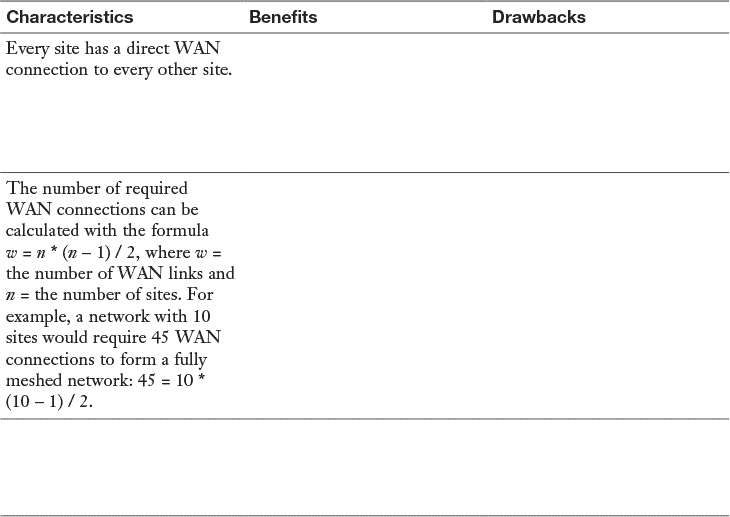 Characteristics Benefits Drawbacks
Every site has a direct WAN
connection to every other site.
The number of required
WAN connections can be
calculated with the formula
w = n * (n – 1) / 2, where w =
the number of WAN links and
n = the number of sites. For
example, a network with 10
sites would require 45 WAN
connections to form a fully
meshed network: 45 = 10 *
(10 – 1) / 2.